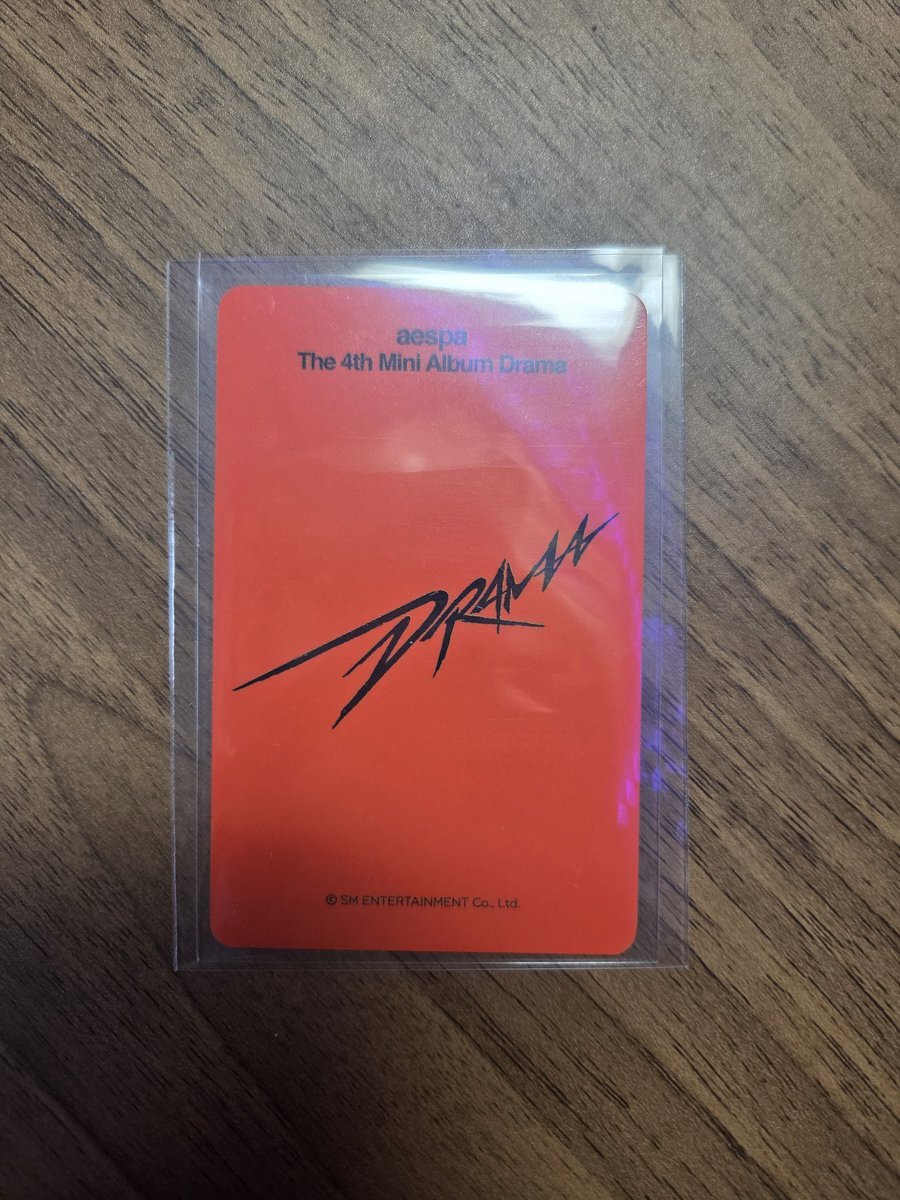 aespa
The 4th Mini Album Drama
DRAMA
© SM ENTERTAINMENT Co., Ltd.